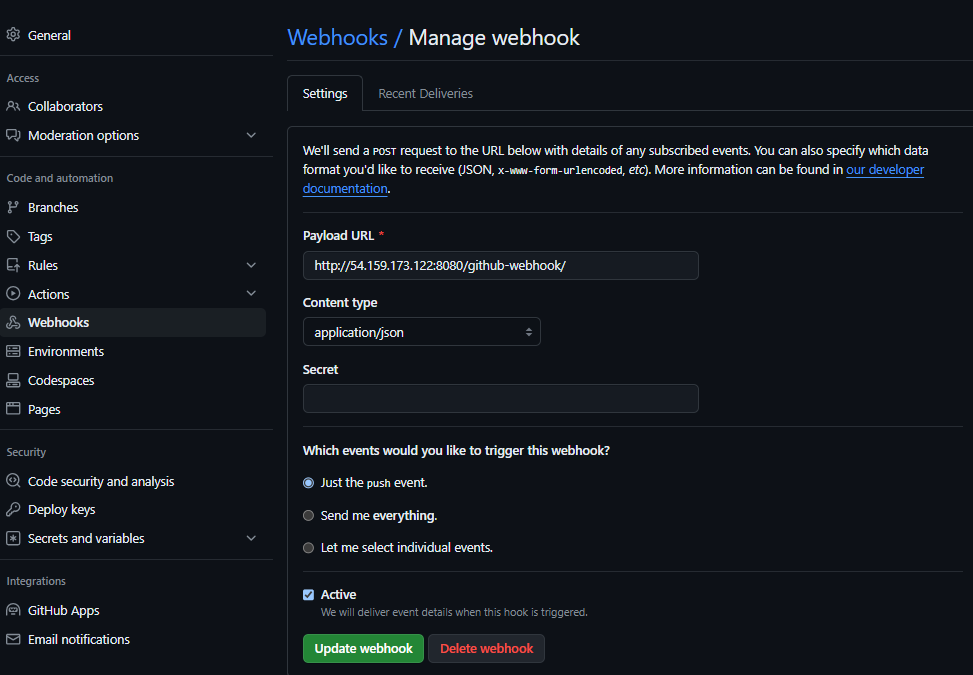 General
Access
Collaborators
Moderation options
Code and automation
Branches
Tags
Rules
Actions
Webhooks
Environments
Codespaces
Pages
Security
Code security and analysis
Deploy keys
Secrets and variables
Integrations
GitHub Apps
Email notifications
Webhooks / Manage webhook
Settings
Recent Deliveries
We'll send a POST request to the URL below with details of any subscribed events. You can also specify which data
format you'd like to receive (JSON, x-www-form-urlencoded, etc). More information can be found in our developer
documentation.
Payload URL *
http://54.159.173.122:8080/github-webhook/
Content type
application/json
Secret
Which events would you like to trigger this webhook?
Just the push event.
Send me everything.
Let me select individual events.
Active
We will deliver event details when this hook is triggered.
Update webhook
Delete webhook